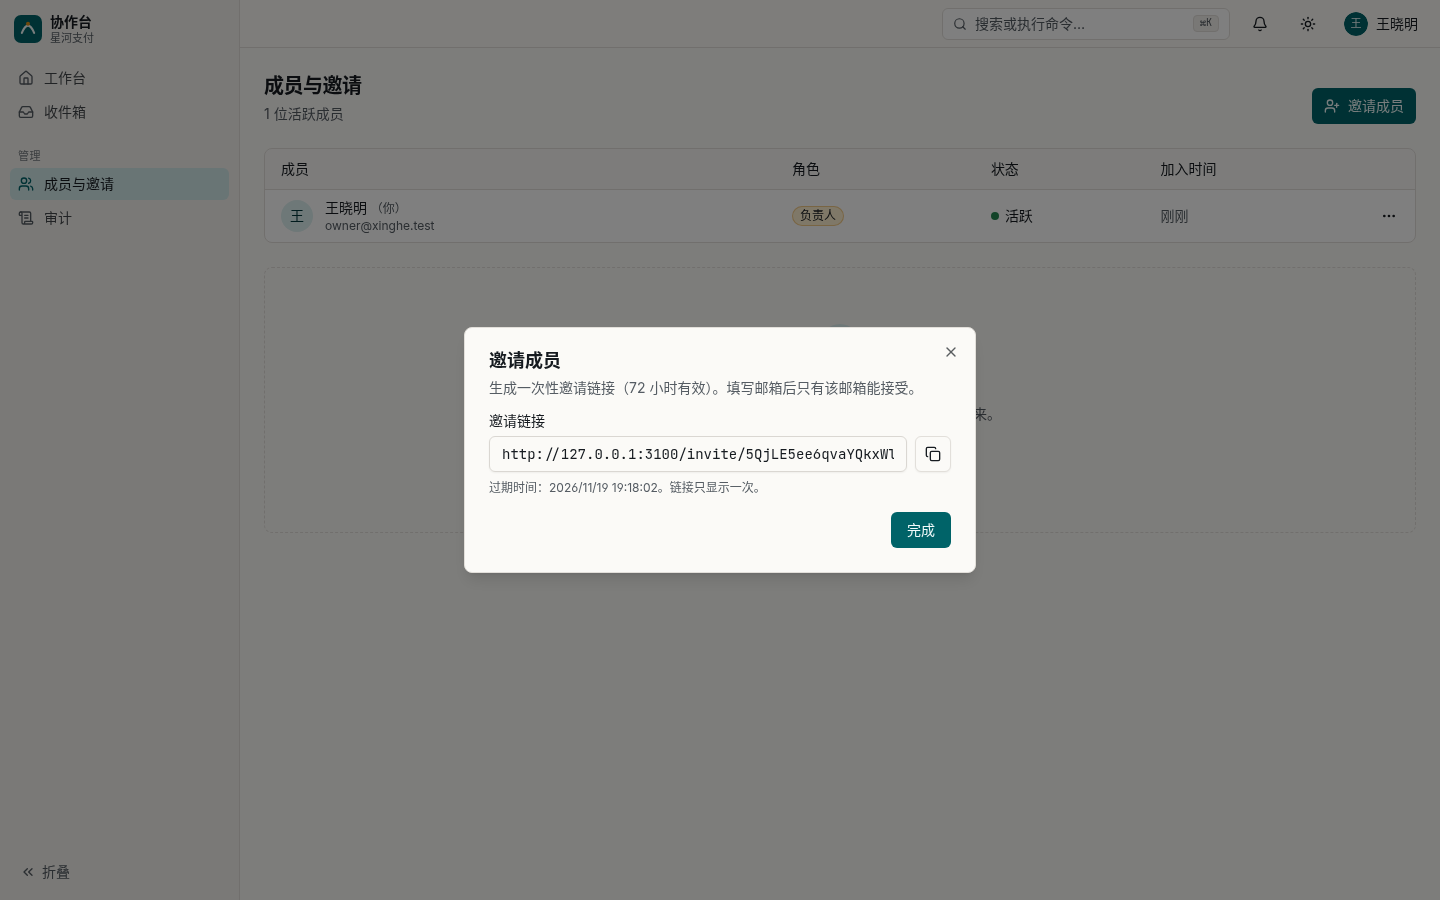 协作台
星河支付
搜索或执行命令...
⌘K
王
王晓明
工作台
收件箱
管理
成员与邀请
审计
成员与邀请
1 位活跃成员
邀请成员
成员
角色
状态
加入时间
王
王晓明 （你）
owner@xinghe.test
负责人
活跃
刚刚
来。
邀请成员
生成一次性邀请链接（72 小时有效）。填写邮箱后只有该邮箱能接受。
邀请链接
http://127.0.0.1:3100/invite/5QjLE5ee6qvaYQkxWl
过期时间：2026/11/19 19:18:02。链接只显示一次。
完成
折叠